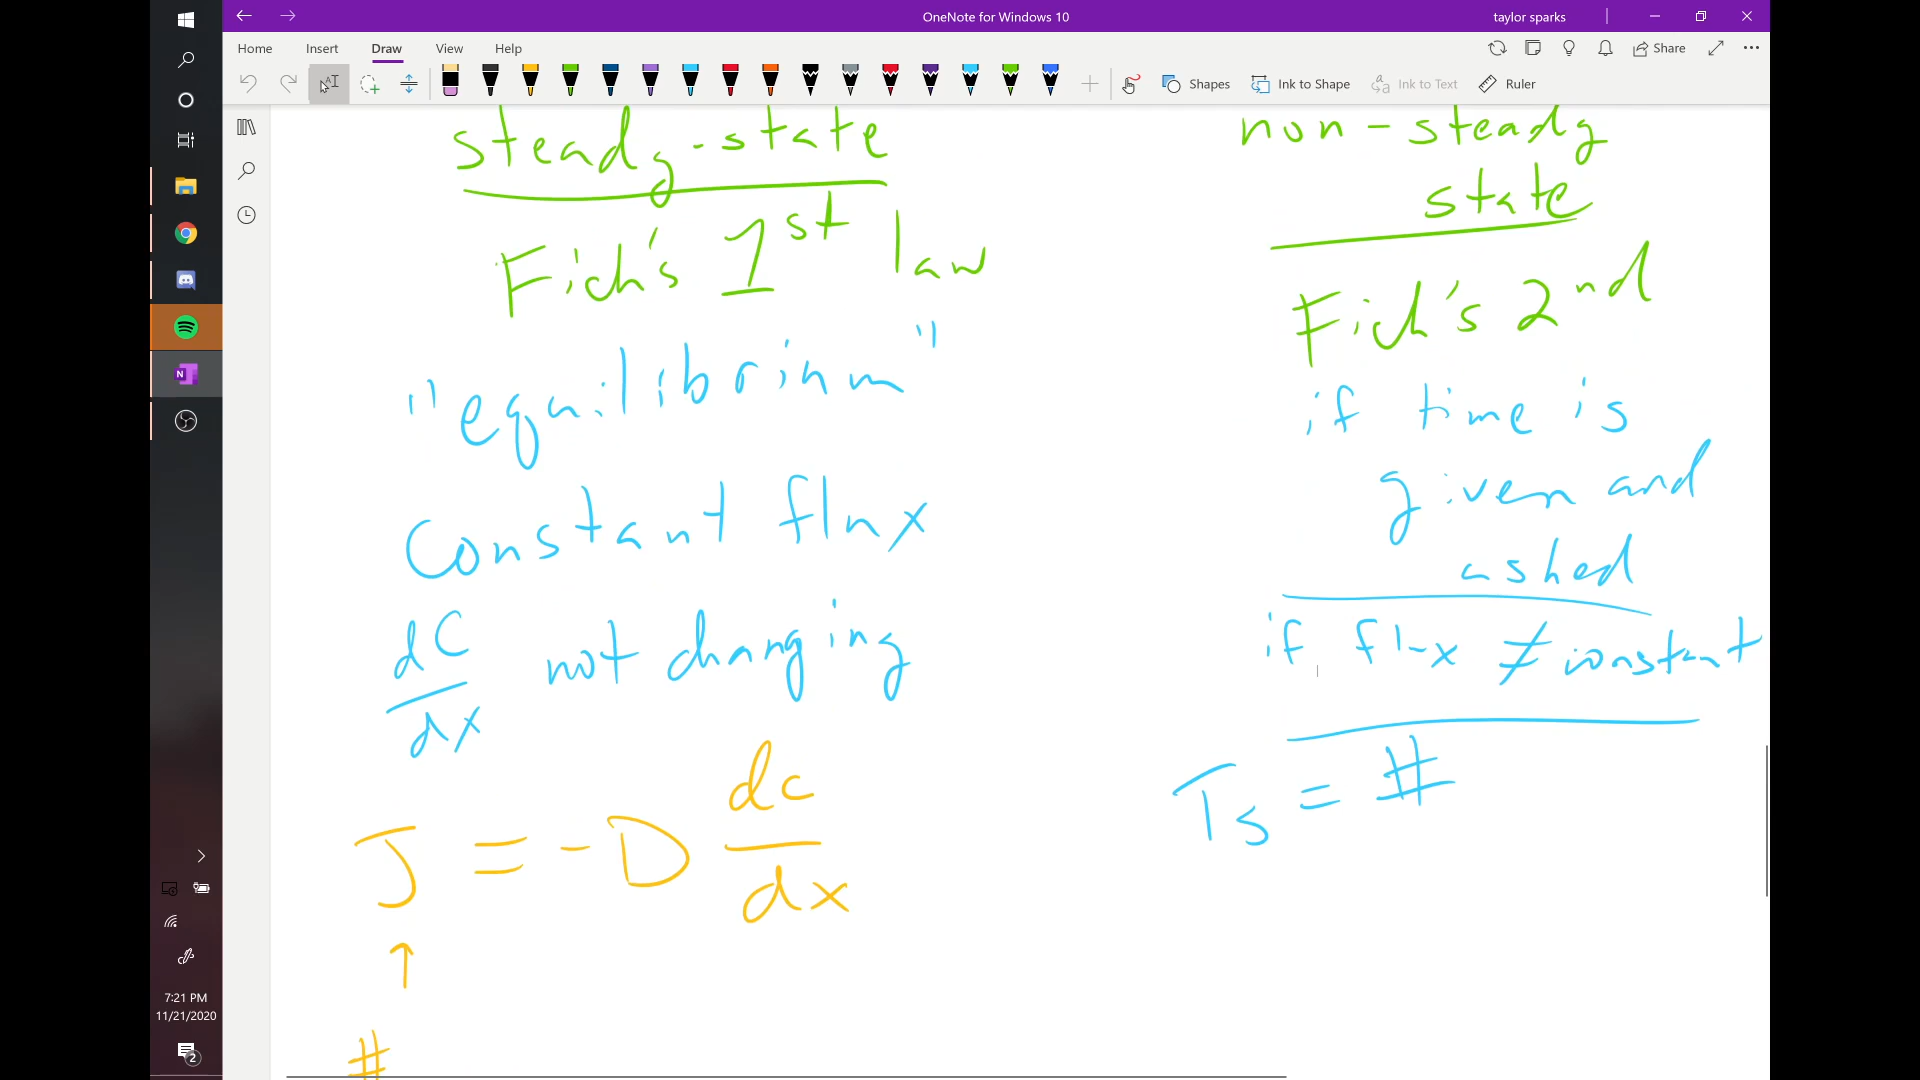 OneNote for Windows 10
taylor sparks
Home Insert Draw View Help
Share
Shapes Ink to Shape Ink to Text Ruler
steady-state
Fick's 1st law
"equilibrium"
Constant flux
dC
dx
not changing
J = -D dc
dx
↑
#
non-steady
state
Fick's 2nd
if time is
given and
asked
if flux ≠ constant
Ts = #
7:21 PM
11/21/2020
2